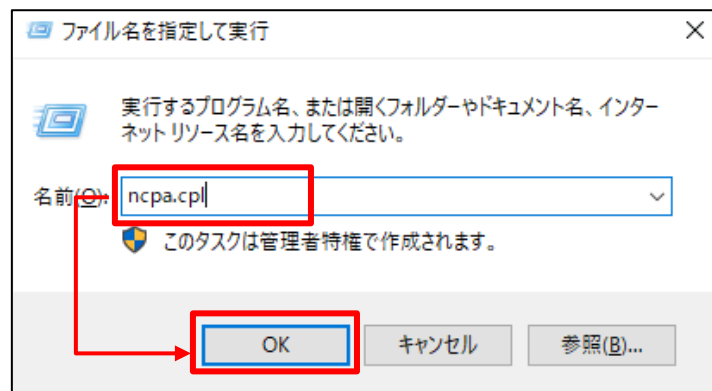 ファイル名を指定して実行
実行するプログラム名、または開くフォルダーやドキュメント名、インター
ネット リソース名を入力してください。
名前(O): ncpa.cpl
このタスクは管理者特権で作成されます。
OK キャンセル 参照(B)...